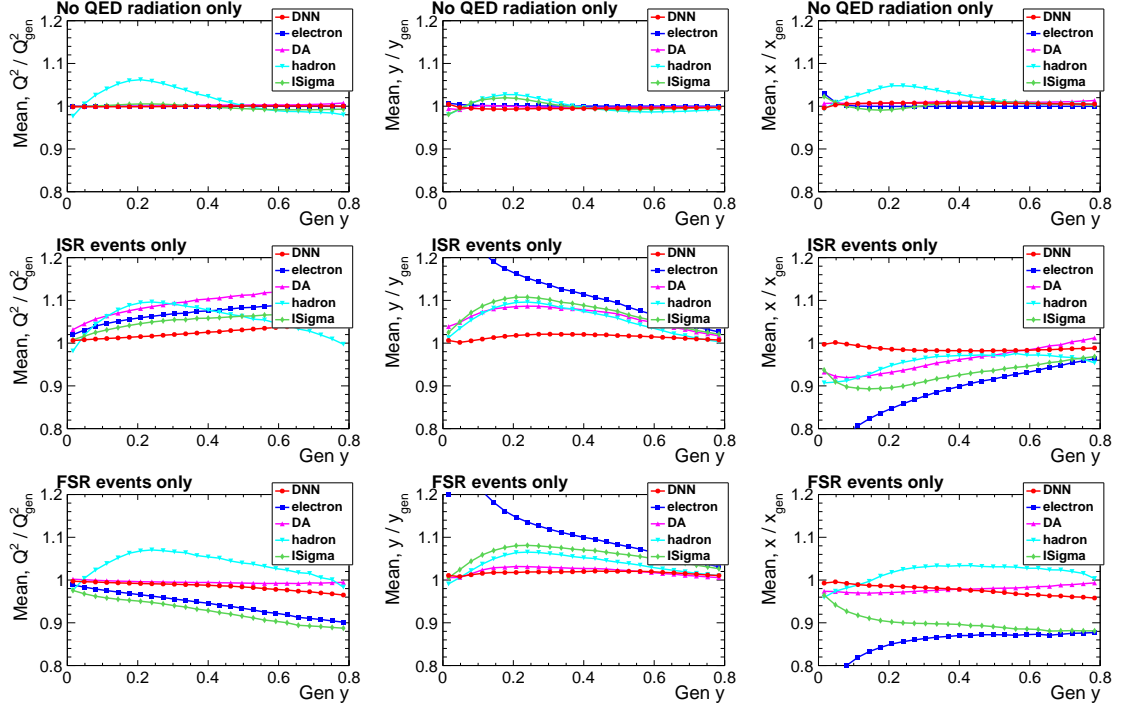 No QED radiation only
Mean, Q² / Q²gen
1.2
1.1
1
0.9
0.8
0 0.2 0.4 0.6 0.8
Gen y
DNN
electron
DA
hadron
ISigma
No QED radiation only
Mean, y / ygen
1.2
1.1
1
0.9
0.8
0 0.2 0.4 0.6 0.8
Gen y
DNN
electron
DA
hadron
ISigma
No QED radiation only
Mean, x / xgen
1.2
1.1
1
0.9
0.8
0 0.2 0.4 0.6 0.8
Gen y
DNN
electron
DA
hadron
ISigma
ISR events only
Mean, Q² / Q²gen
1.2
1.1
1
0.9
0.8
0 0.2 0.4 0.6 0.8
Gen y
DNN
electron
DA
hadron
ISigma
ISR events only
Mean, y / ygen
1.2
1.1
1
0.9
0.8
0 0.2 0.4 0.6 0.8
Gen y
DNN
electron
DA
hadron
ISigma
ISR events only
Mean, x / xgen
1.2
1.1
1
0.9
0.8
0 0.2 0.4 0.6 0.8
Gen y
DNN
electron
DA
hadron
ISigma
FSR events only
Mean, Q² / Q²gen
1.2
1.1
1
0.9
0.8
0 0.2 0.4 0.6 0.8
Gen y
DNN
electron
DA
hadron
ISigma
FSR events only
Mean, y / ygen
1.2
1.1
1
0.9
0.8
0 0.2 0.4 0.6 0.8
Gen y
DNN
electron
DA
hadron
ISigma
FSR events only
Mean, x / xgen
1.2
1.1
1
0.9
0.8
0 0.2 0.4 0.6 0.8
Gen y
DNN
electron
DA
hadron
ISigma